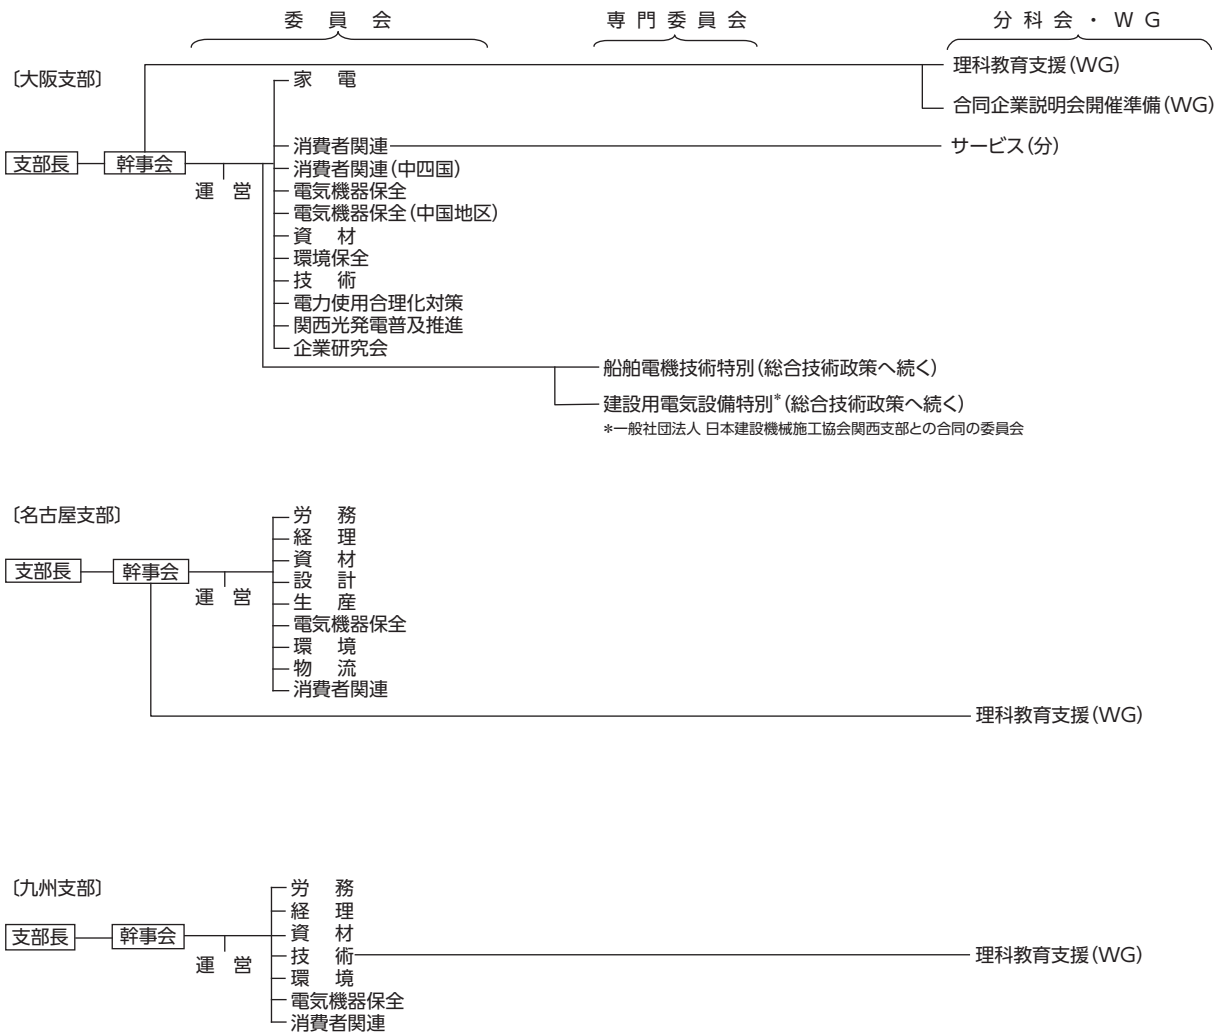 委　員　会　専 門 委 員 会　分 科 会 ・ W G
〔大阪支部〕
理科教育支援(WG)
合同企業説明会開催準備(WG)
支部長　幹事会
運　営
家　電
消費者関連　サービス(分)
消費者関連(中四国)
電気機器保全
電気機器保全(中国地区)
資　材
環境保全
技　術
電力使用合理化対策
関西光発電普及推進
企業研究会
船舶電機技術特別(総合技術政策へ続く)
建設用電気設備特別*(総合技術政策へ続く)
*一般社団法人 日本建設機械施工協会関西支部との合同の委員会
〔名古屋支部〕
支部長　幹事会
運　営
労　務
経　理
資　材
設　計
生　産
電気機器保全
環　境
物　流
消費者関連
理科教育支援(WG)
〔九州支部〕
支部長　幹事会
運　営
労　務
経　理
資　材
技　術　理科教育支援(WG)
環　境
電気機器保全
消費者関連